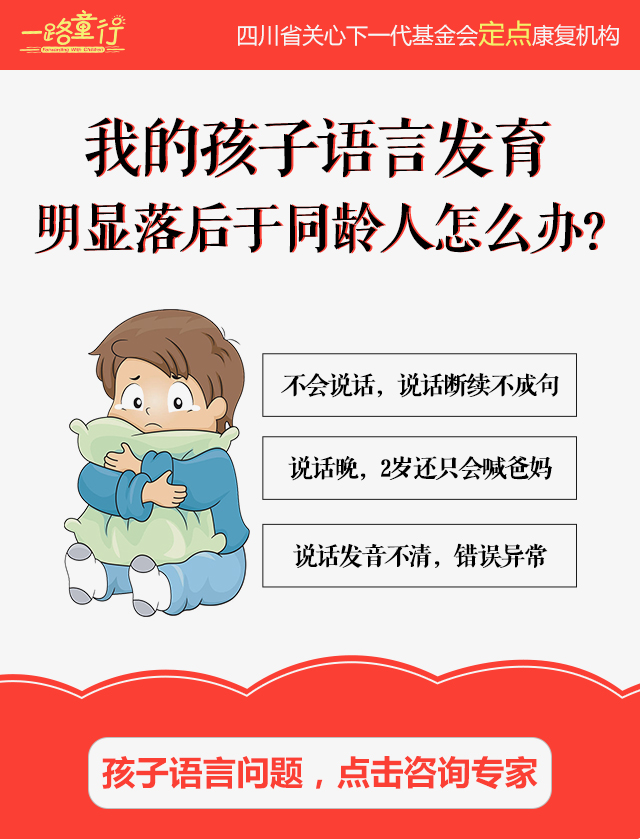 一路童行
Forwarding With Children
四川省关心下一代基金会定点康复机构
我的孩子语言发育
明显落后于同龄人怎么办?
不会说话，说话断续不成句
说话晚，2岁还只会喊爸妈
说话发音不清，错误异常
孩子语言问题，点击咨询专家